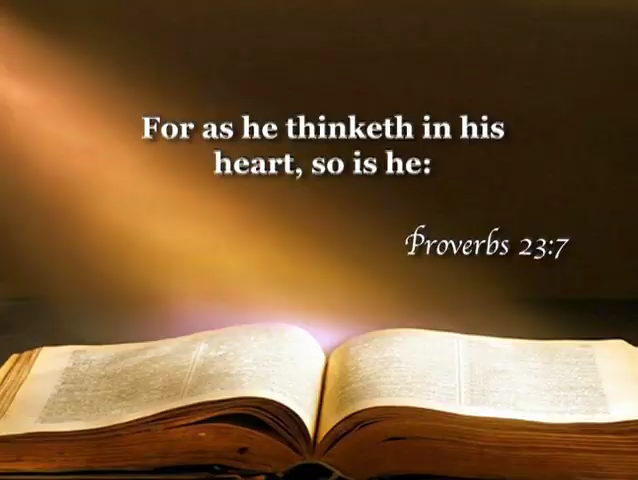 For as he thinketh in his
heart, so is he:
Proverbs 23:7